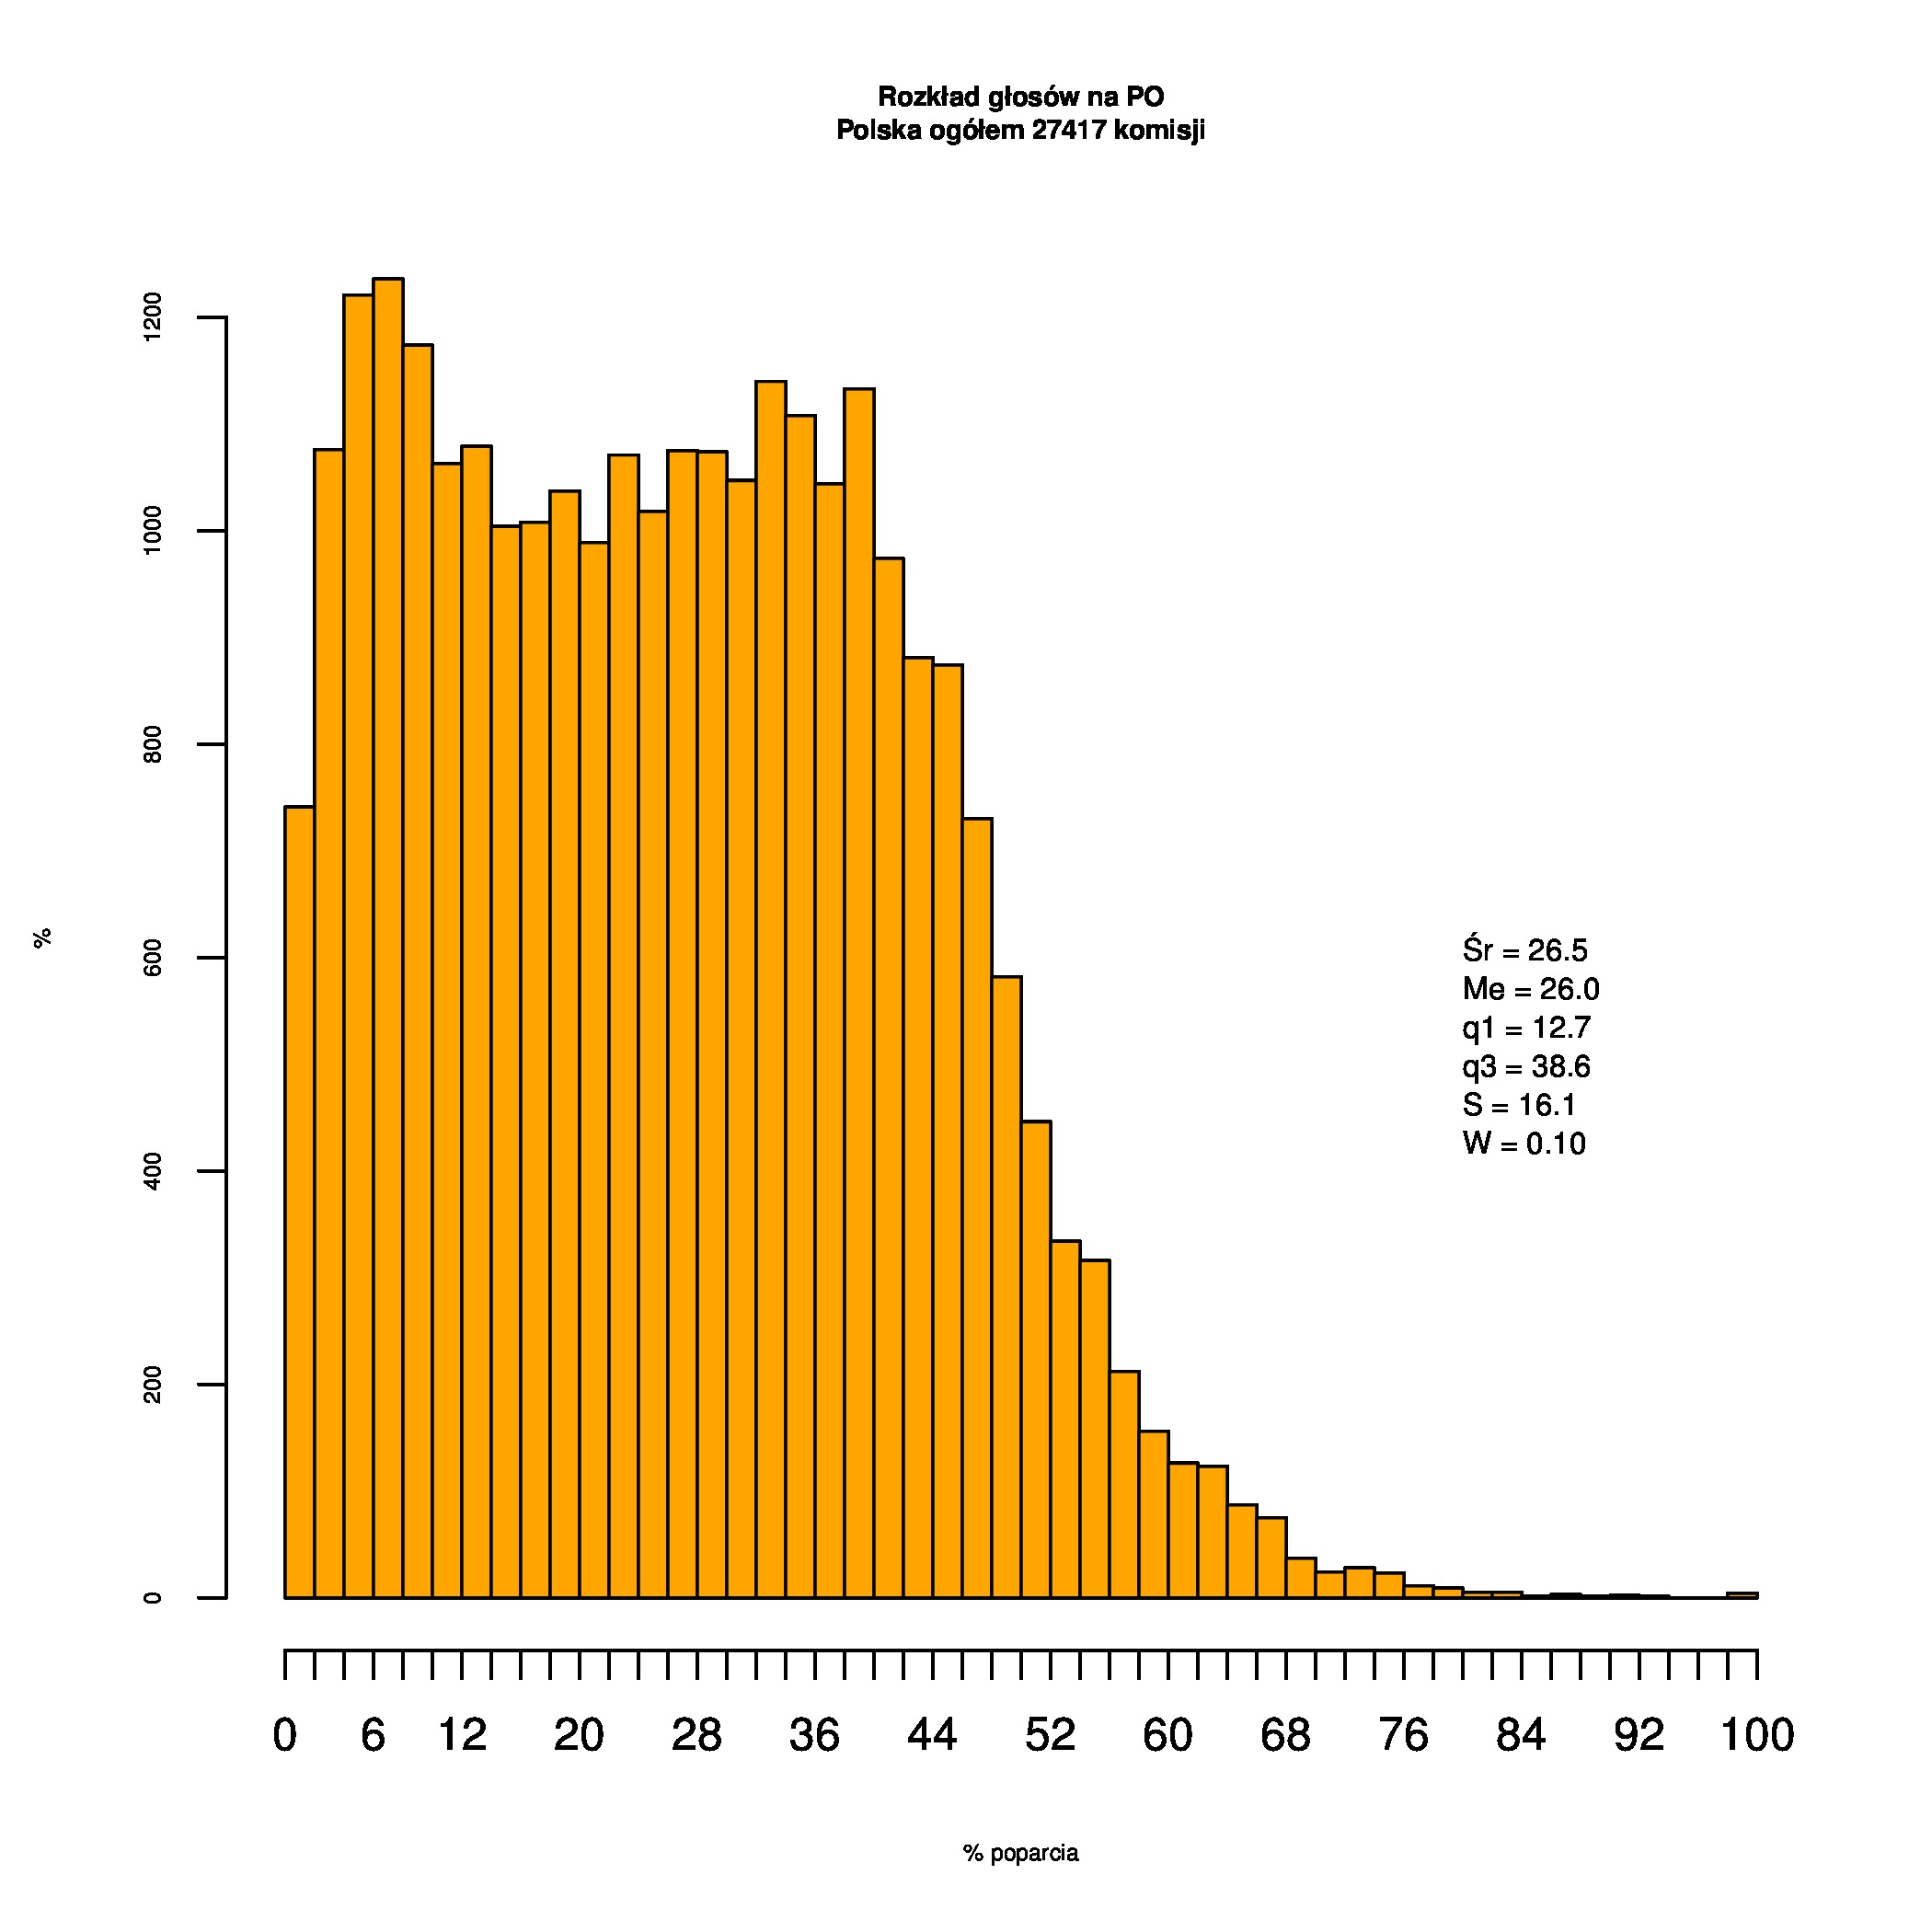 Rozkład głosów na PO
Polska ogółem 27417 komisji
1200
1000
800
600
400
200
0
%
Śr = 26.5
Me = 26.0
q1 = 12.7
q3 = 38.6
S = 16.1
W = 0.10
0 6 12 20 28 36 44 52 60 68 76 84 92 100
% poparcia